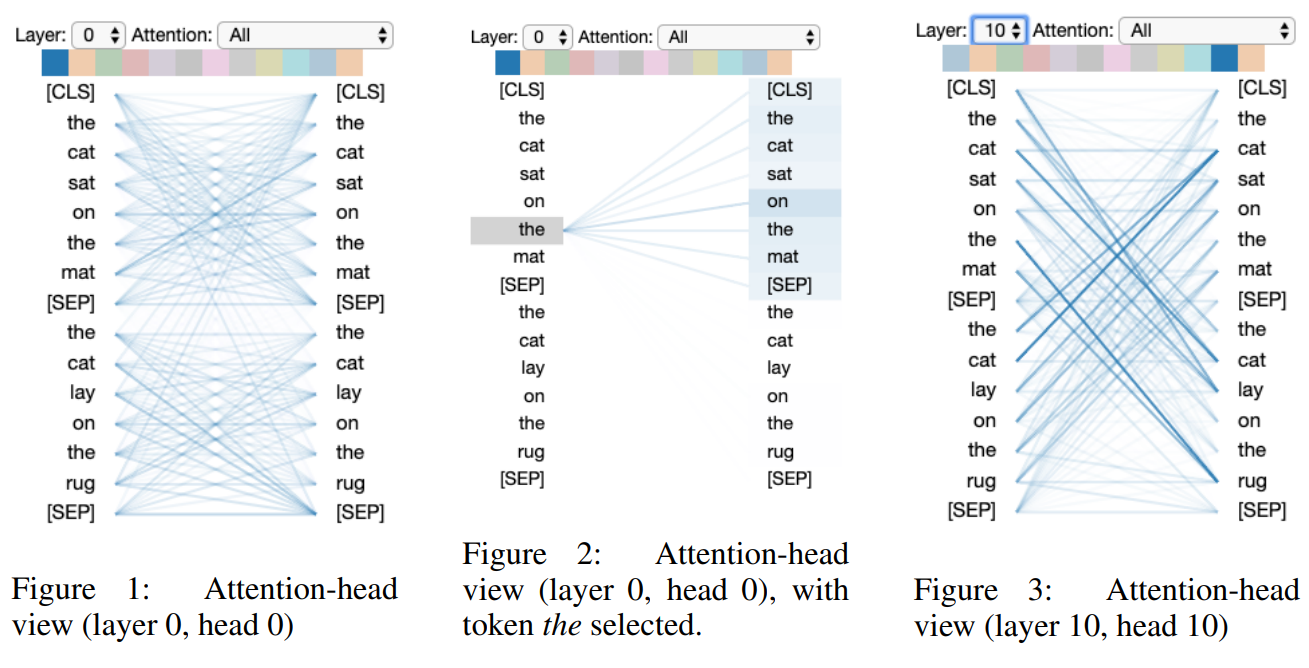 Layer: 0 Attention: All
[CLS] [CLS]
the the
cat cat
sat sat
on on
the the
mat mat
[SEP] [SEP]
the the
cat cat
lay lay
on on
the the
rug rug
[SEP] [SEP]
Figure 1: Attention-head
view (layer 0, head 0)
Layer: 0 Attention: All
[CLS] [CLS]
the the
cat cat
sat sat
on on
the the
mat mat
[SEP] [SEP]
the the
cat cat
lay lay
on on
the the
rug rug
[SEP] [SEP]
Figure 2: Attention-head
view (layer 0, head 0), with
token the selected.
Layer: 10 Attention: All
[CLS] [CLS]
the the
cat cat
sat sat
on on
the the
mat mat
[SEP] [SEP]
the the
cat cat
lay lay
on on
the the
rug rug
[SEP] [SEP]
Figure 3: Attention-head
view (layer 10, head 10)